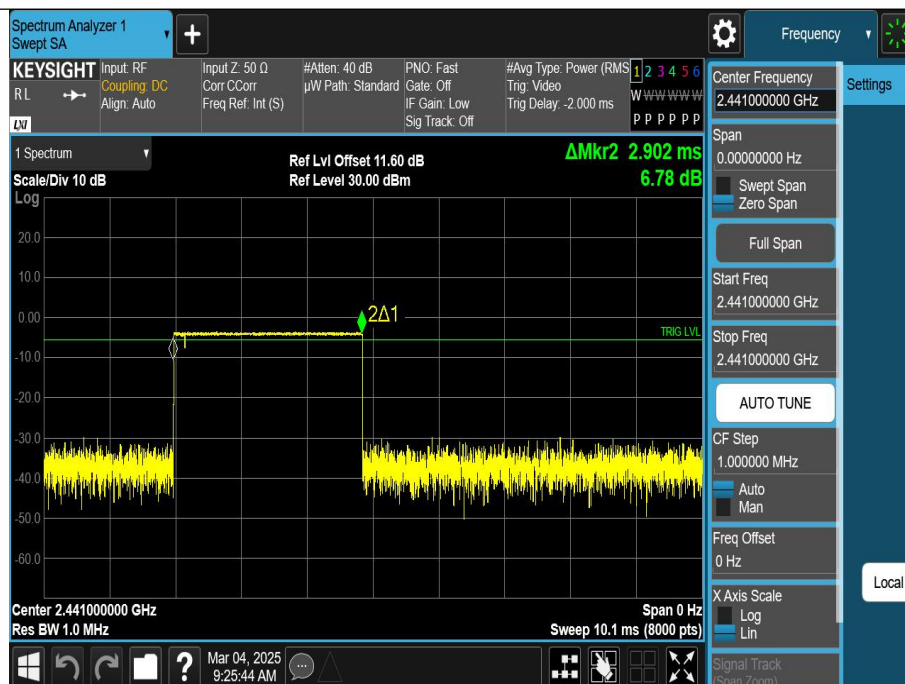 Spectrum Analyzer 1
Swept SA
Frequency
KEYSIGHT
R L
LXI
Input: RF
Coupling: DC
Align: Auto
Input Z: 50 Ω
Corr CCorr
Freq Ref: Int (S)
#Atten: 40 dB
µW Path: Standard
PNO: Fast
Gate: Off
IF Gain: Low
Sig Track: Off
#Avg Type: Power (RMS
Trig: Video
Trig Delay: -2.000 ms
1 2 3 4 5 6
W W W W W W
P P P P P P
1 Spectrum
Scale/Div 10 dB
Ref Lvl Offset 11.60 dB
Ref Level 30.00 dBm
ΔMkr2 2.902 ms
6.78 dB
Log
20.0
10.0
0.00
-10.0
-20.0
-30.0
-40.0
-50.0
-60.0
2Δ1
TRIG LVL
Center 2.441000000 GHz
Res BW 1.0 MHz
Span 0 Hz
Sweep 10.1 ms (8000 pts)
Mar 04, 2025
9:25:44 AM
Center Frequency
2.441000000 GHz
Span
0.00000000 Hz
Swept Span
Zero Span
Full Span
Start Freq
2.441000000 GHz
Stop Freq
2.441000000 GHz
AUTO TUNE
CF Step
1.000000 MHz
Auto
Man
Freq Offset
0 Hz
X Axis Scale
Log
Lin
Signal Track
(Span Zoom)
Settings
Local